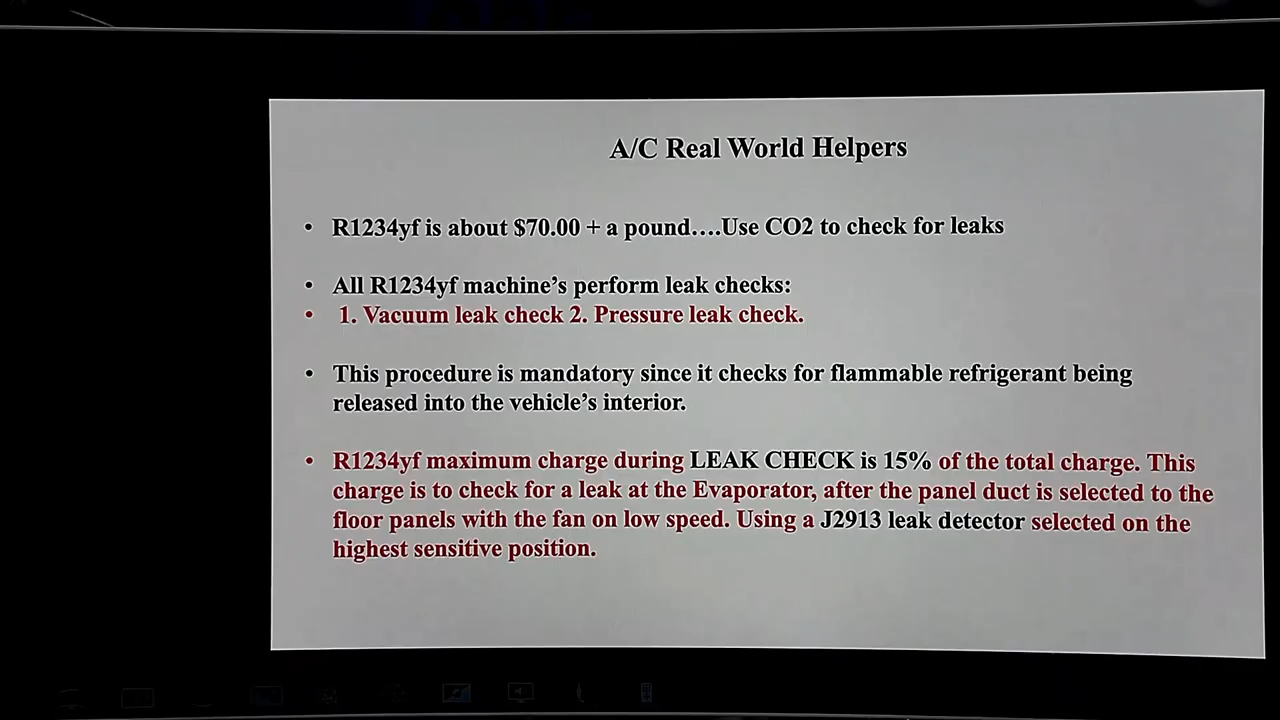 A/C Real World Helpers
• R1234yf is about $70.00 + a pound….Use CO2 to check for leaks
• All R1234yf machine’s perform leak checks:
• 1. Vacuum leak check 2. Pressure leak check.
• This procedure is mandatory since it checks for flammable refrigerant being
released into the vehicle’s interior.
• R1234yf maximum charge during LEAK CHECK is 15% of the total charge. This
charge is to check for a leak at the Evaporator, after the panel duct is selected to the
floor panels with the fan on low speed. Using a J2913 leak detector selected on the
highest sensitive position.